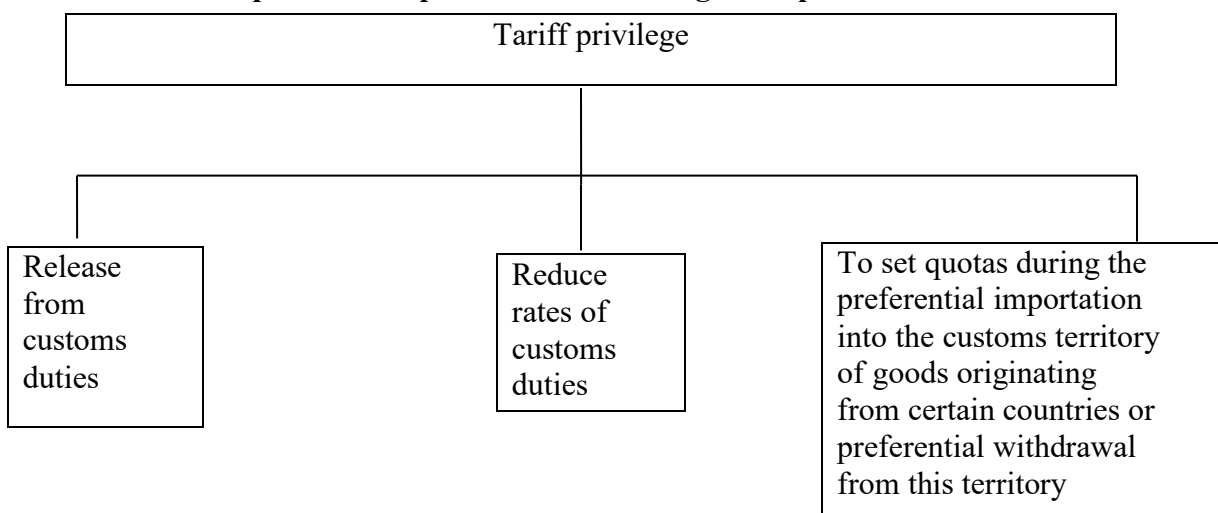 Tariff privilege
Release
from
customs
duties
Reduce
rates of
customs
duties
To set quotas during the
preferential importation
into the customs territory
of goods originating
from certain countries or
preferential withdrawal
from this territory